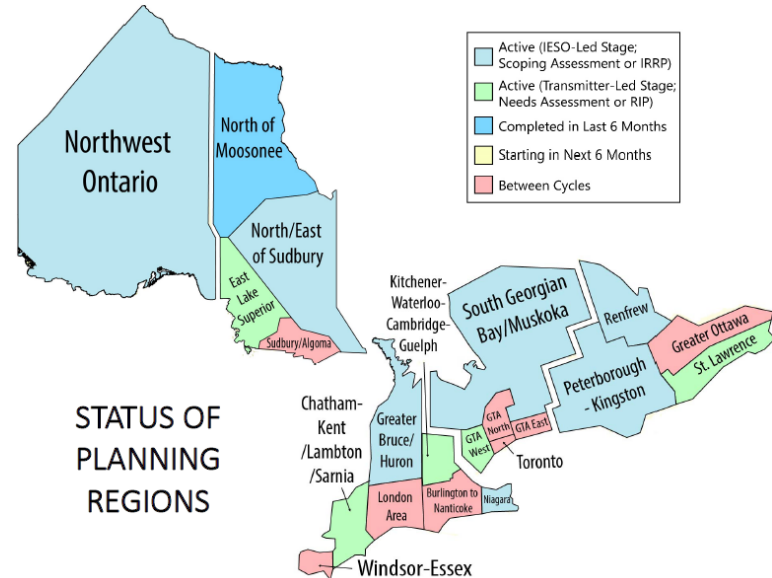 Active (IESO-Led Stage;
Scoping Assessment or IRRP)
Active (Transmitter-Led Stage;
Needs Assessment or RIP)
Completed in Last 6 Months
Starting in Next 6 Months
Between Cycles
Northwest
Ontario
North of
Moosonee
North/East
of Sudbury
East
Lake
Superior
Sudbury/Algoma
Kitchener-
Waterloo-
Cambridge-
Guelph
South Georgian
Bay/Muskoka
Renfrew
Greater Ottawa
St. Lawrence
Peterborough
- Kingston
GTA
North
GTA East
GTA
West
Toronto
Chatham-
Kent
/Lambton
/Sarnia
Greater
Bruce/
Huron
London
Area
Burlington to
Nanticoke
Niagara
Windsor-Essex
STATUS OF
PLANNING
REGIONS